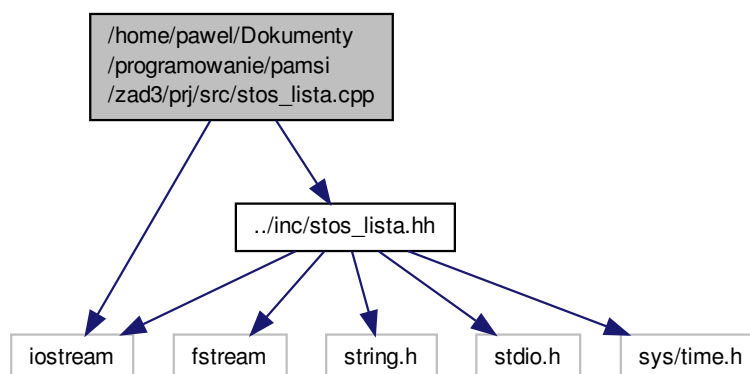 /home/pawel/Dokumenty
/programowanie/pamsi
/zad3/prj/src/stos_lista.cpp
../inc/stos_lista.hh
iostream
fstream
string.h
stdio.h
sys/time.h